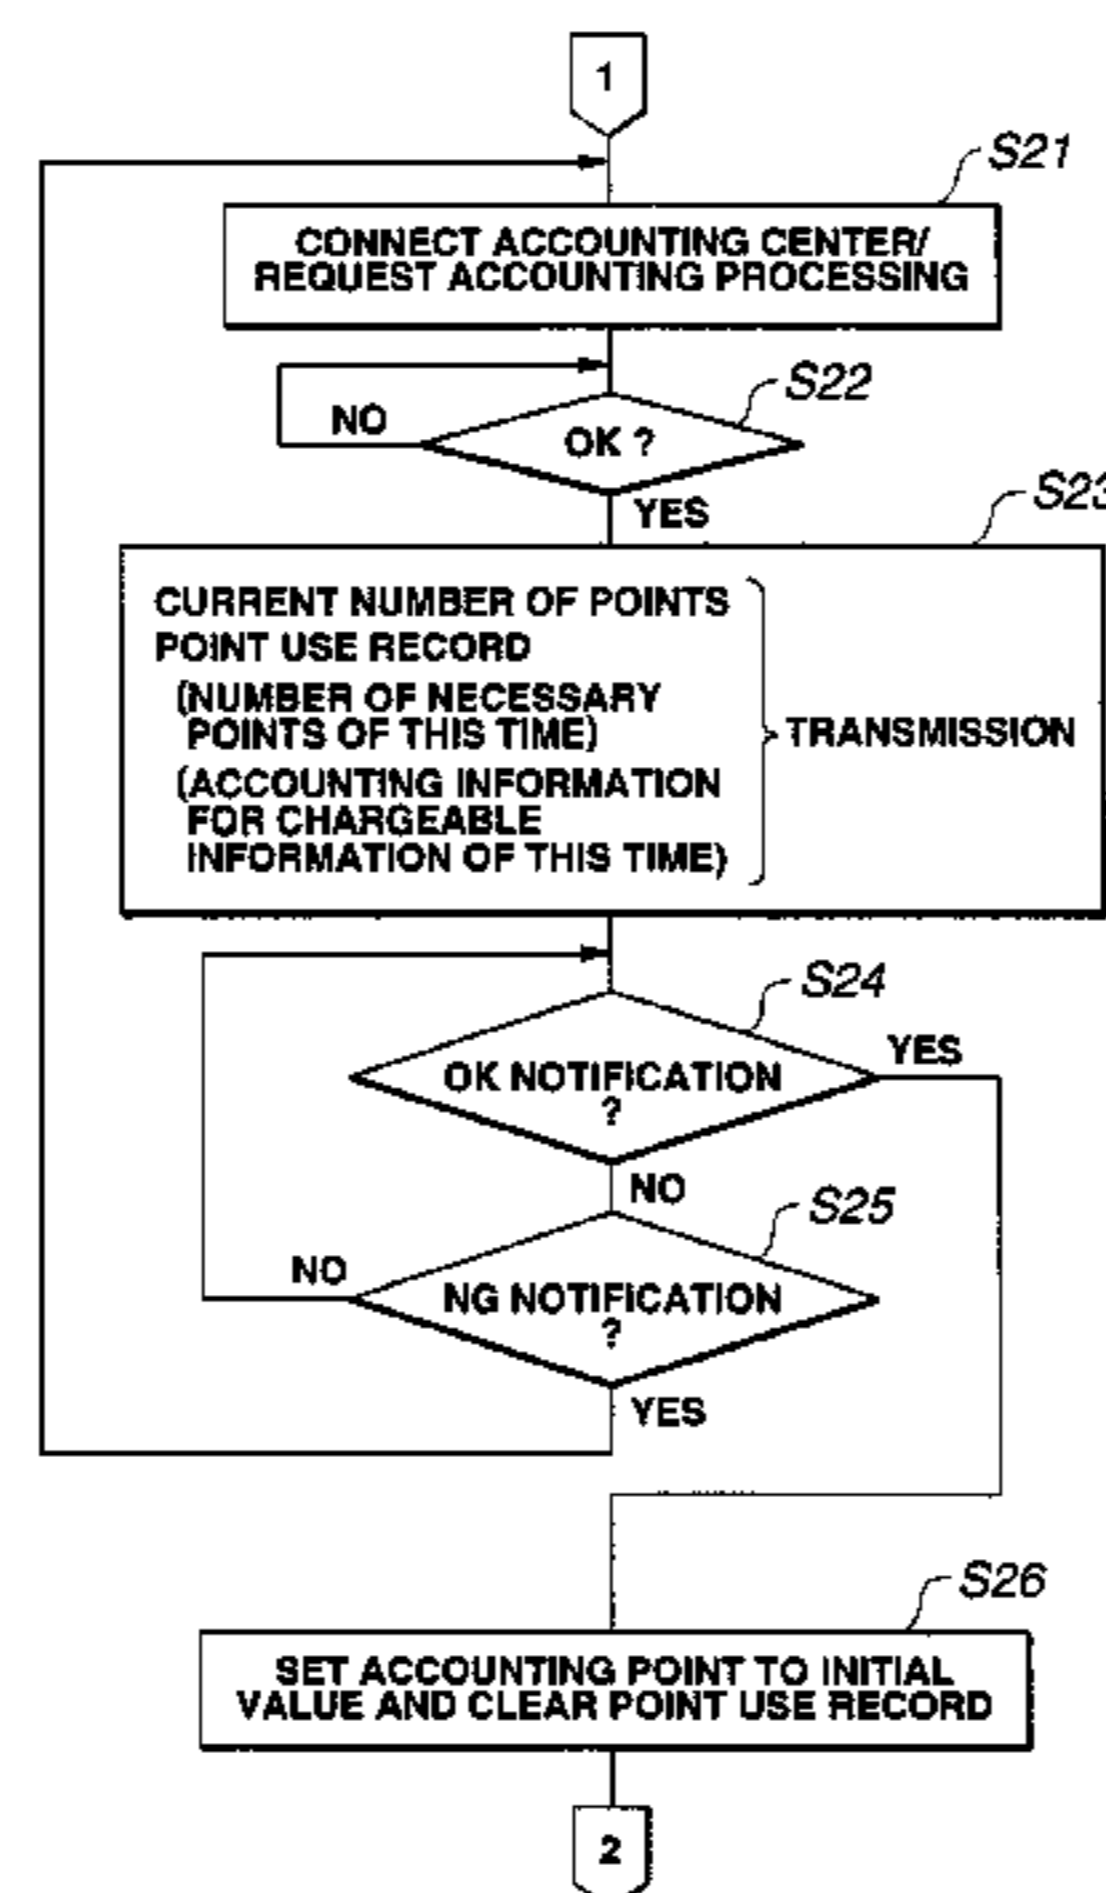 1
S21
CONNECT ACCOUNTING CENTER/
REQUEST ACCOUNTING PROCESSING
S22
NO
OK ?
YES
S23
CURRENT NUMBER OF POINTS
POINT USE RECORD
(NUMBER OF NECESSARY
POINTS OF THIS TIME)
TRANSMISSION
(ACCOUNTING INFORMATION
FOR CHARGEABLE
INFORMATION OF THIS TIME)
S24
YES
OK NOTIFICATION
?
NO
S25
NO
NG NOTIFICATION
?
YES
S26
SET ACCOUNTING POINT TO INITIAL
VALUE AND CLEAR POINT USE RECORD
2